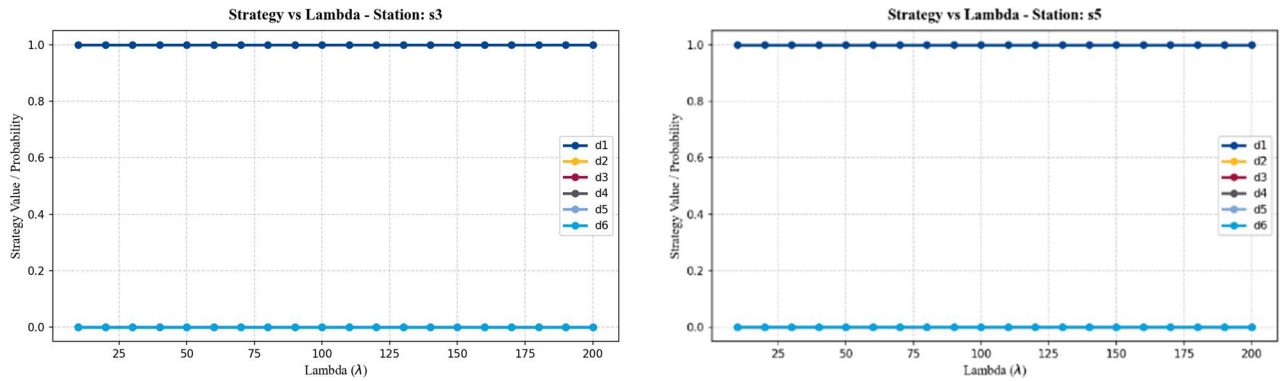 Strategy vs Lambda - Station: s3
Strategy Value / Probability
1.0
0.8
0.6
0.4
0.2
0.0
d1
d2
d3
d4
d5
d6
25 50 75 100 125 150 175 200
Lambda (λ)
Strategy vs Lambda - Station: s5
Strategy Value / Probability
1.0
0.8
0.6
0.4
0.2
0.0
d1
d2
d3
d4
d5
d6
25 50 75 100 125 150 175 200
Lambda (λ)